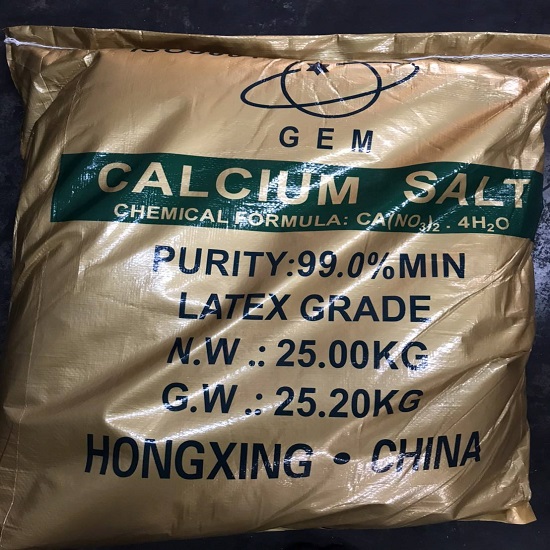 GEM
CALCIUM SALT
CHEMICAL FORMULA: CA(NO₃)₂ . 4H₂O
PURITY:99.0%MIN
LATEX GRADE
N.W.: 25.00KG
G.W.: 25.20KG
HONGXING • CHINA